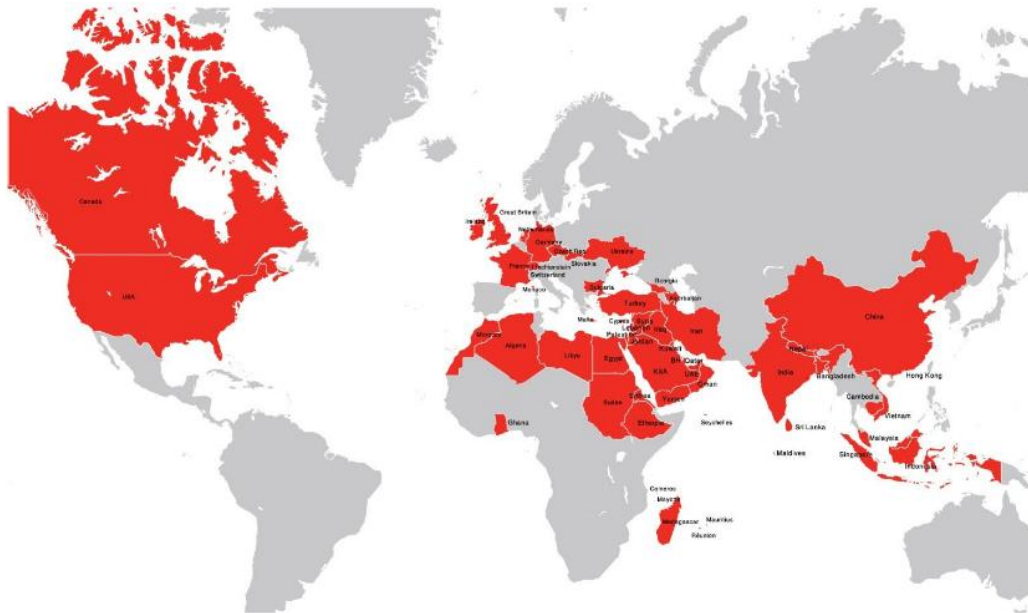 Canada
USA
Ireland
Great Britain
Netherlands
Germany
Czech Rep.
Ukraine
Slovakia
France
Liechtenstein
Switzerland
Monaco
Bulgaria
Georgia
Azerbaijan
Turkey
Malta
Cyprus
Syria
Lebanon
Iraq
Iran
Palestine
Jordan
Kuwait
Morocco
Algeria
Libya
Egypt
KSA
BH
Qatar
UAE
Oman
Yemen
Sudan
Eritrea
Ethiopia
Ghana
Seychelles
China
Nepal
India
Bangladesh
Hong Kong
Cambodia
Vietnam
Sri Lanka
Maldives
Malaysia
Singapore
Indonesia
Comoros
Mayotte
Madagascar
Mauritius
Réunion